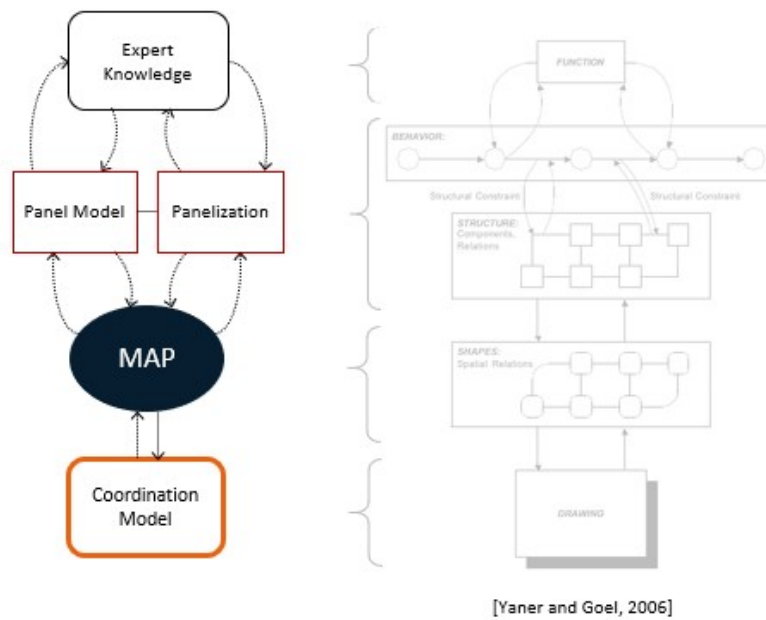 Expert
Knowledge
Panel Model
Panelization
MAP
Coordination
Model
FUNCTION
BEHAVIOR:
Structural Constraint
Structural Constraint
STRUCTURE:
Components,
Relations
SHAPES:
Spatial Relations
DRAWING
[Yaner and Goel, 2006]